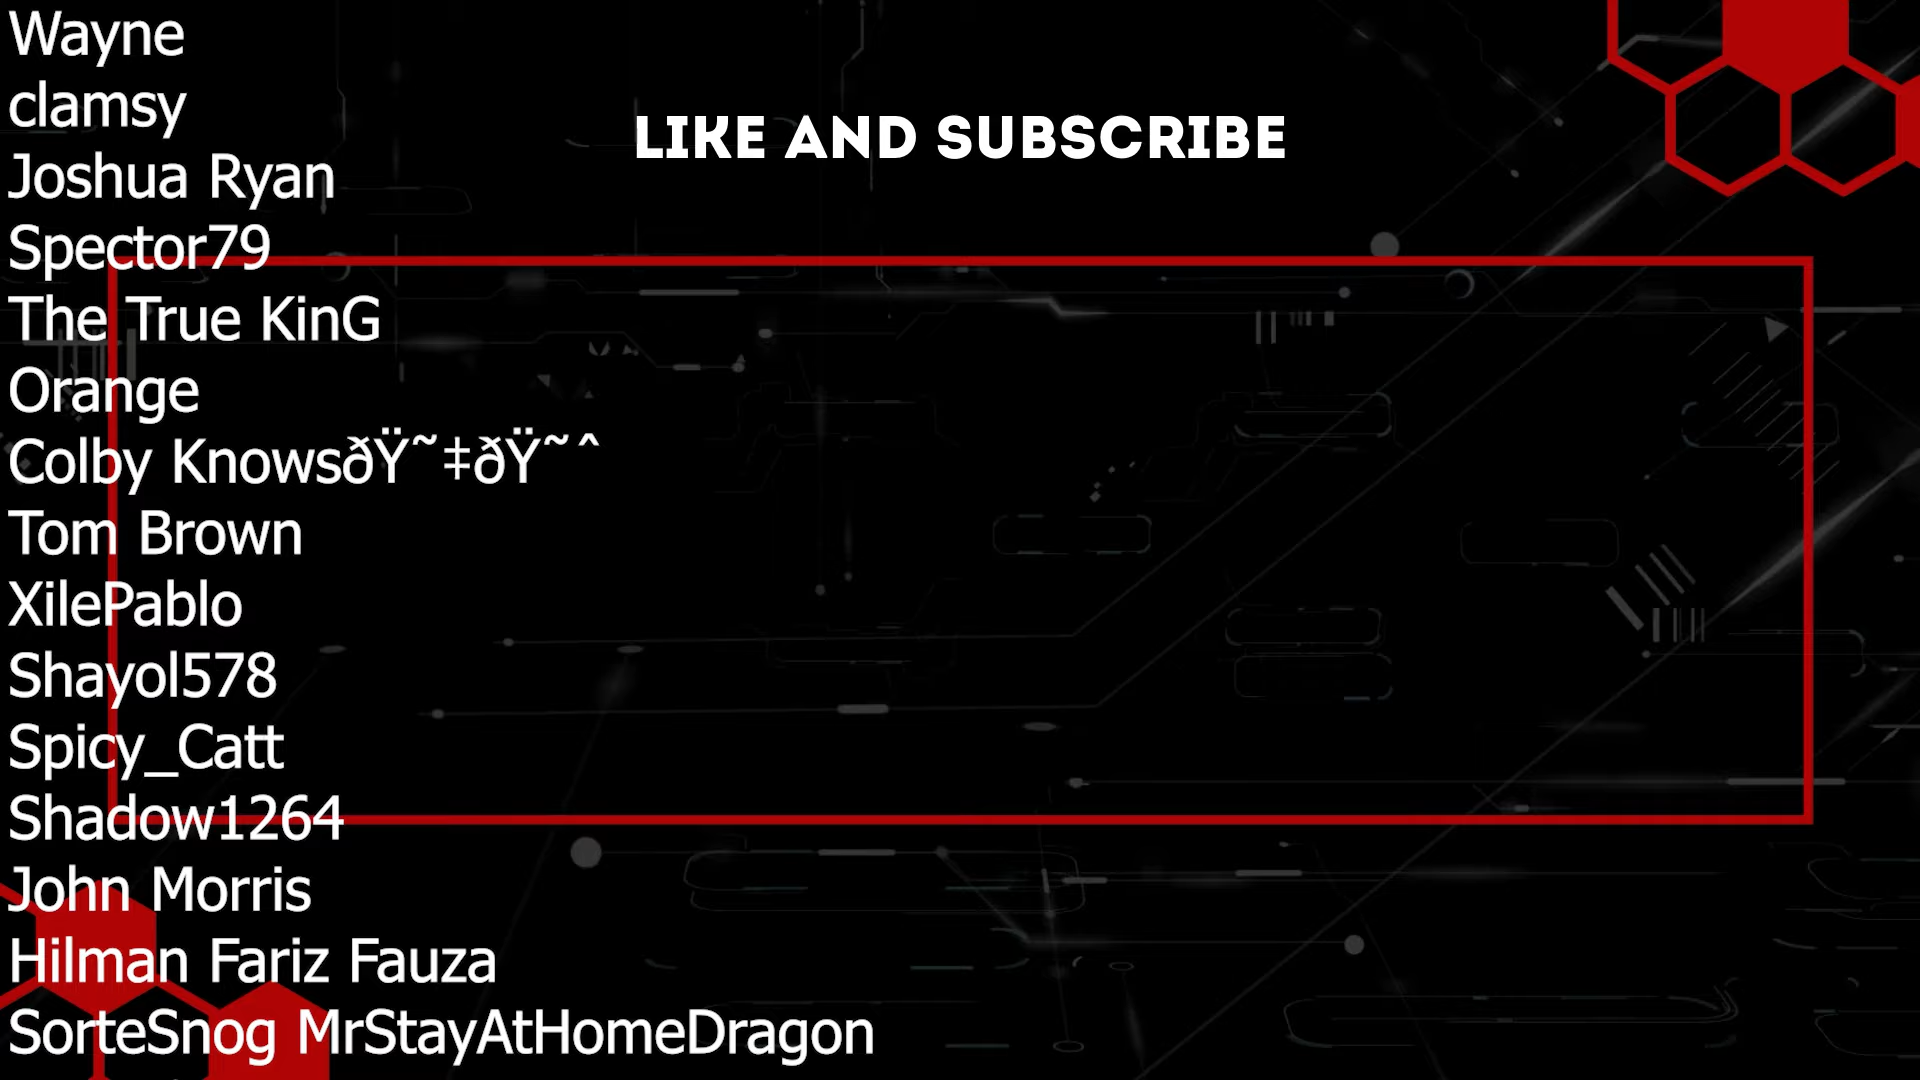 Wayne
clamsy
LIKE AND SUBSCRIBE
Joshua Ryan
Spector79
The True KinG
Orange
Colby KnowsðŸ˜‡ðŸ˜ˆ
Tom Brown
XilePablo
Shayol578
Spicy_Catt
Shadow1264
John Morris
Hilman Fariz Fauza
SorteSnog MrStayAtHomeDragon